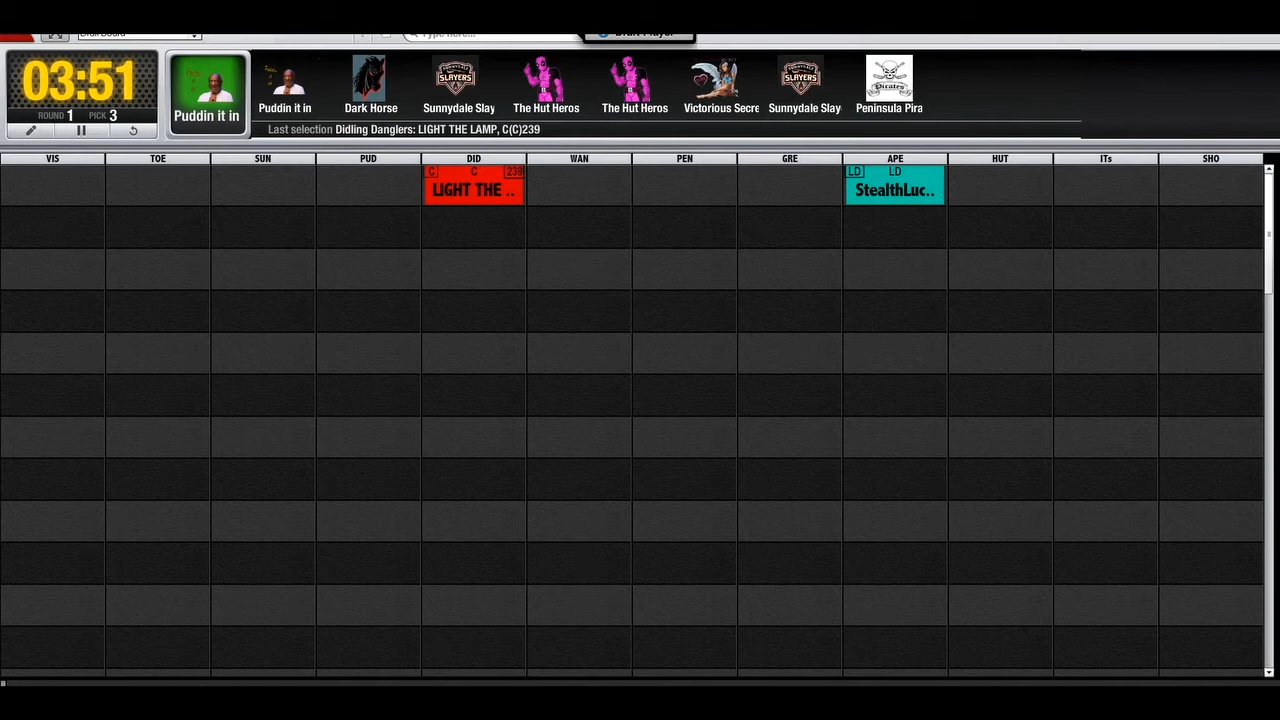 03:51
ROUND 1 PICK 3
Puddin it in
Puddin it in
Dark Horse
Sunnydale Slay
The Hut Heros
The Hut Heros
Victorious Secre
Sunnydale Slay
Peninsula Pira
Last selection Didling Danglers: LIGHT THE LAMP, C(C)239
VIS TOE SUN PUD DID WAN PEN GRE APE HUT ITs SHO
C C 239
LIGHT THE ..
LD LD
StealthLuc..